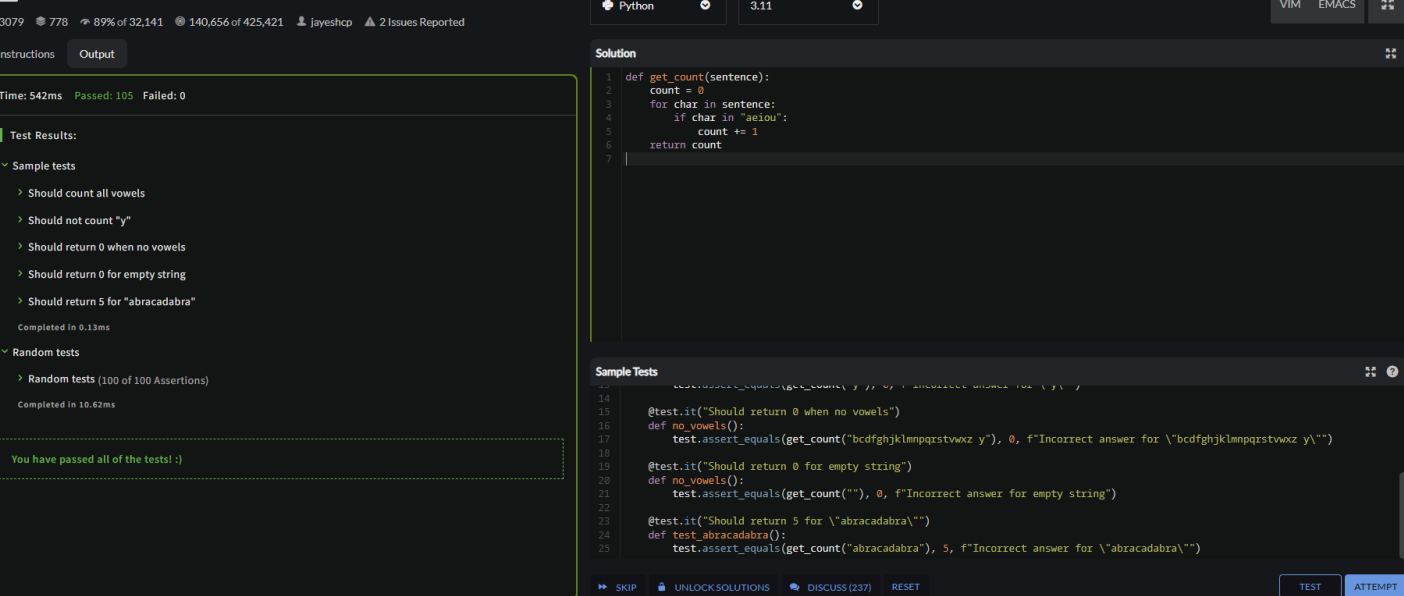 3079 778 89% of 32,141 140,656 of 425,421 jayeshcp 2 Issues Reported
Python 3.11 VIM EMACS
nstructions Output
Time: 542ms Passed: 105 Failed: 0
Test Results:
Sample tests
Should count all vowels
Should not count "y"
Should return 0 when no vowels
Should return 0 for empty string
Should return 5 for "abracadabra"
Completed in 0.13ms
Random tests
Random tests (100 of 100 Assertions)
Completed in 10.62ms
You have passed all of the tests! :)
Solution
1 def get_count(sentence):
2     count = 0
3     for char in sentence:
4         if char in "aeiou":
5             count += 1
6     return count
7
Sample Tests
13 test.assert_equals(get_count("y"), 0, f"Incorrect answer for \"y\"")
14
15 @test.it("Should return 0 when no vowels")
16 def no_vowels():
17     test.assert_equals(get_count("bcdfghjklmnpqrstvwxz y"), 0, f"Incorrect answer for \"bcdfghjklmnpqrstvwxz y\"")
18
19 @test.it("Should return 0 for empty string")
20 def no_vowels():
21     test.assert_equals(get_count(""), 0, f"Incorrect answer for empty string")
22
23 @test.it("Should return 5 for \"abracadabra\"")
24 def test_abracadabra():
25     test.assert_equals(get_count("abracadabra"), 5, f"Incorrect answer for \"abracadabra\"")
SKIP UNLOCK SOLUTIONS DISCUSS (237) RESET TEST ATTEMPT